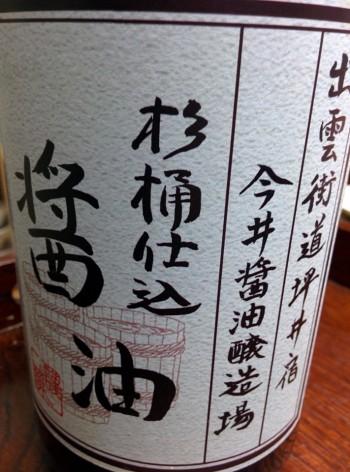 出雲街道坪井宿
今井醤油醸造場
杉桶仕込
醤油